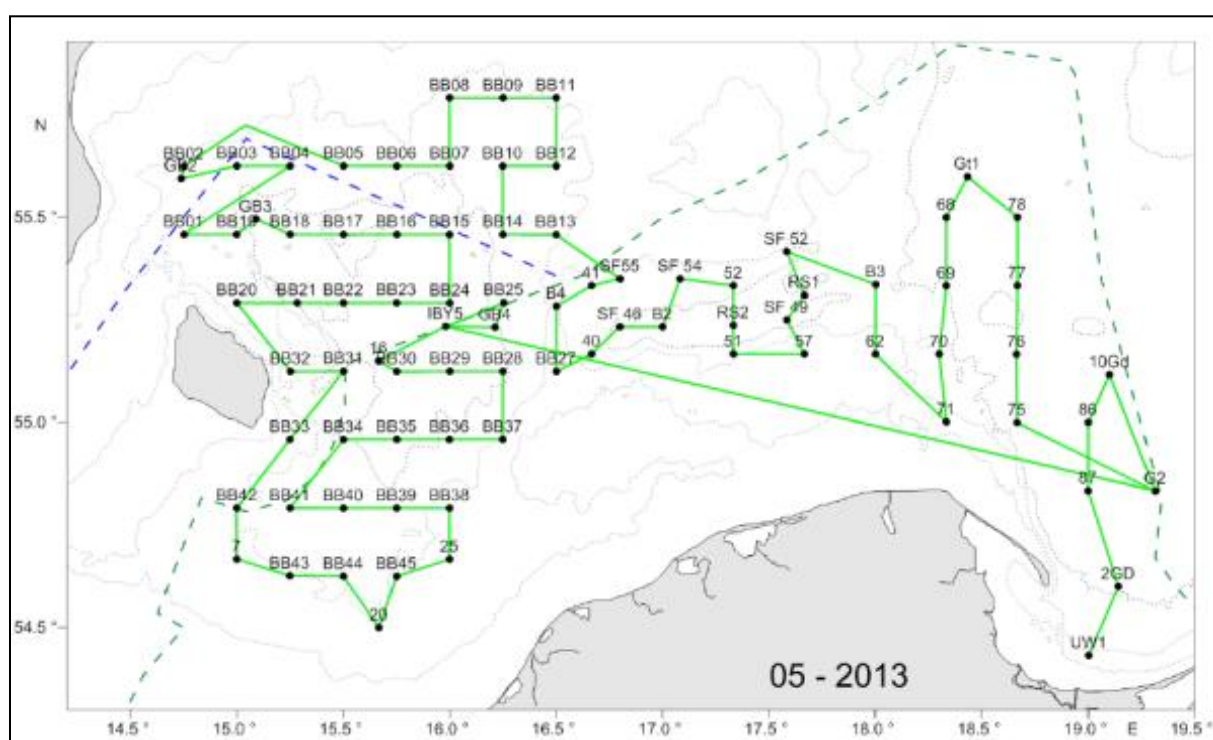 BB08 BB09 BB11
N
BB02 BB03 BB04 BB05 BB06 BB07 BB10 BB12
GB2
Gt1
55.5 °
GB3
68 78
BB01 BB19 BB18 BB17 BB16 BB15 BB14 BB13
SF 52
41 SF55 SF 54 52 B3 69 77
RS1
BB20 BB21 BB22 BB23 BB24 BB25 B4
IBY5 GB4 SF 46 B2 RS2 SF 49
16 40 51 57 62 70 76
BB32 BB31 BB30 BB29 BB28 BB27 10Gd
55.0 °
71 75 86
BB33 BB34 BB35 BB36 BB37
87 G2
BB42 BB41 BB40 BB39 BB38
7 BB43 BB44 BB45 25
2GD
54.5 °
20
UW1
05 - 2013
14.5 ° 15.0 ° 15.5 ° 16.0 ° 16.5 ° 17.0 ° 17.5 ° 18.0 ° 18.5 ° 19.0 ° E 19.5 °